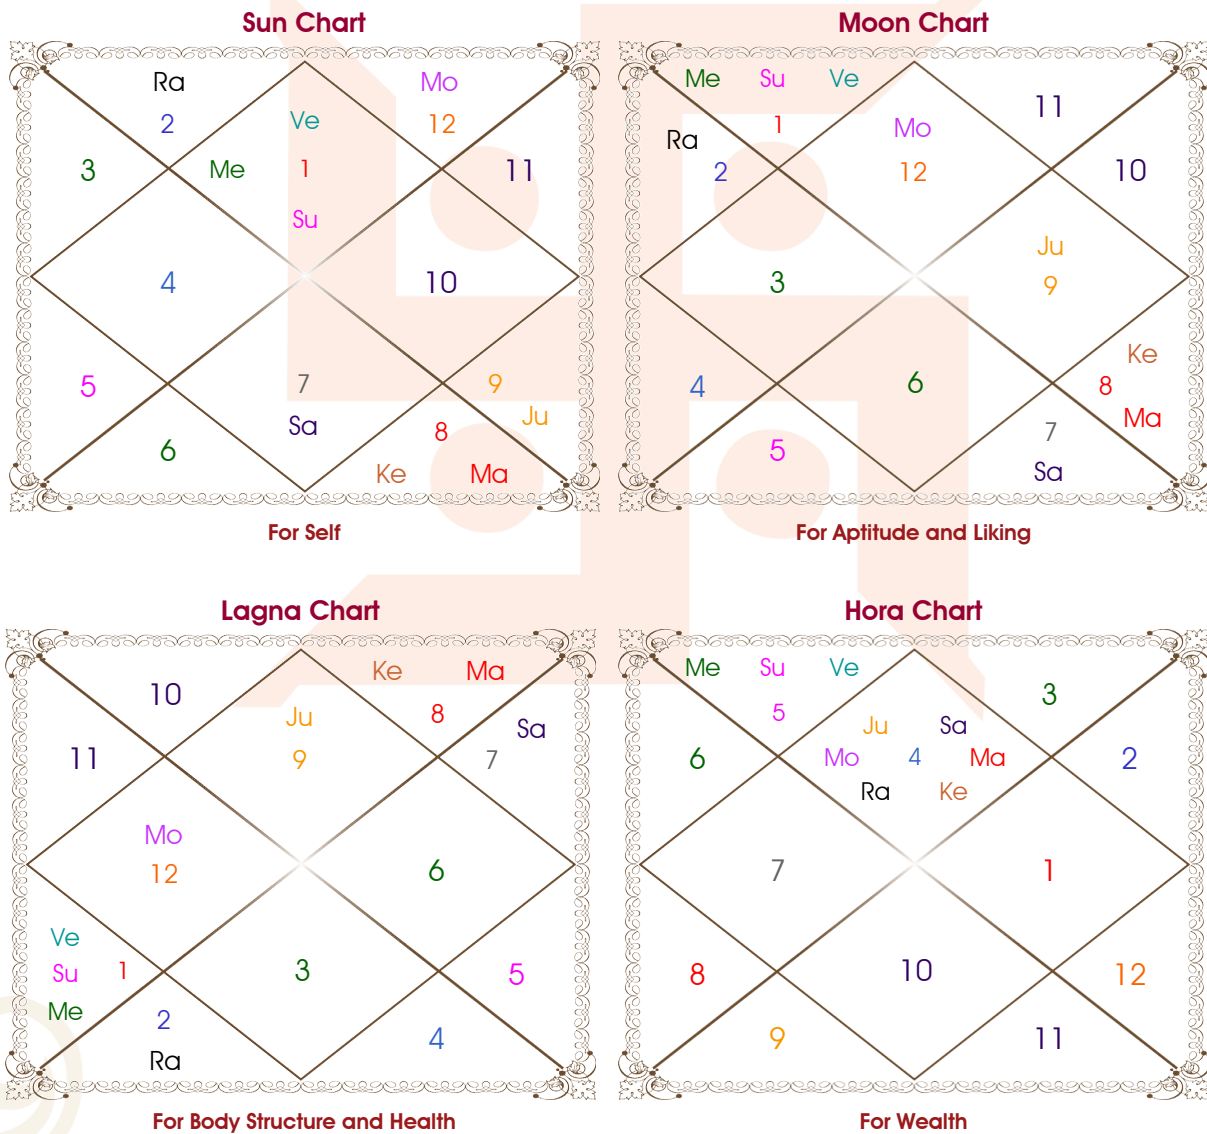 Sun Chart
Ra
Mo
2
Ve
12
3
Me
1
11
Su
4
10
5
7
9
Sa
Ju
6
8
Ke
Ma
For Self
Moon Chart
Me Su Ve
11
Ra
1
Mo
2
12
10
Ju
3
9
Ke
4
6
8
Ma
5
7
Sa
For Aptitude and Liking
Lagna Chart
Ke Ma
10
Ju
8
Sa
11
9
7
Mo
12
6
Ve
Su 1
3
5
Me
2
4
Ra
For Body Structure and Health
Hora Chart
Me Su Ve
3
5
Ju Sa
6
Mo 4 Ma
2
Ra Ke
7
1
8
10
12
9
11
For Wealth